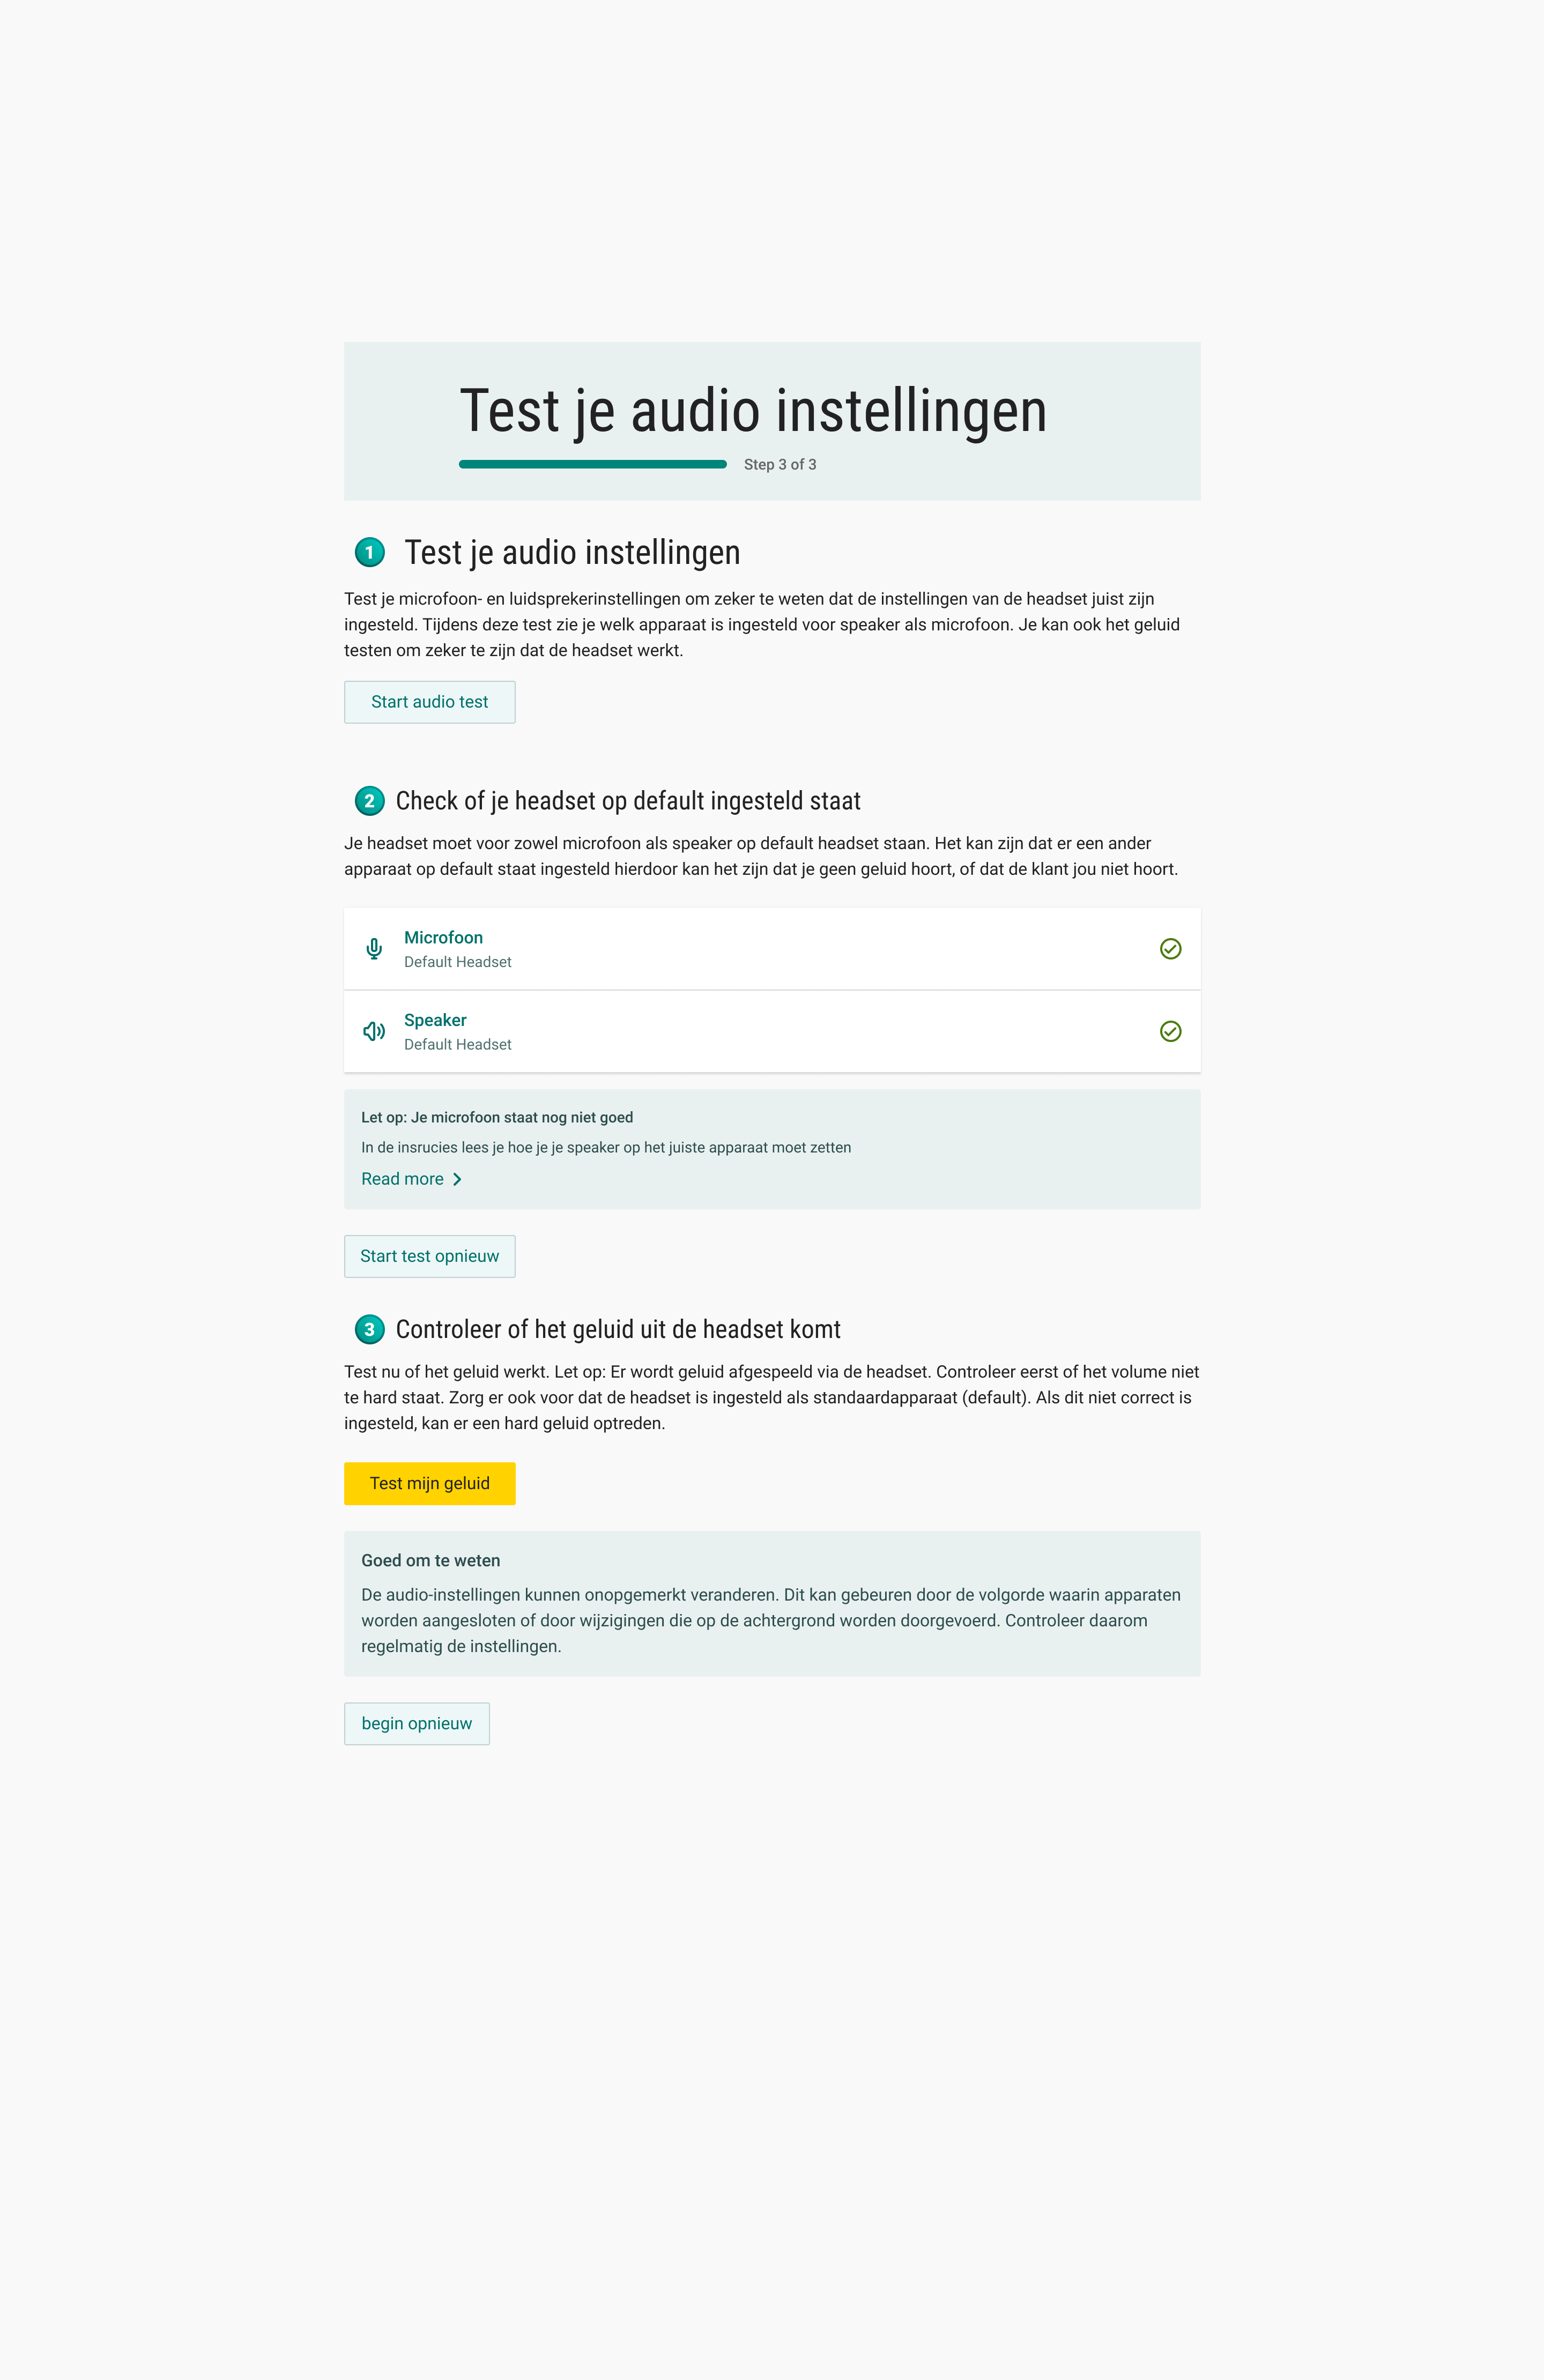 Test je audio instellingen
Step 3 of 3
1 Test je audio instellingen
Test je microfoon- en luidsprekerinstellingen om zeker te weten dat de instellingen van de headset juist zijn
ingesteld. Tijdens deze test zie je welk apparaat is ingesteld voor speaker als microfoon. Je kan ook het geluid
testen om zeker te zijn dat de headset werkt.
Start audio test
2 Check of je headset op default ingesteld staat
Je headset moet voor zowel microfoon als speaker op default headset staan. Het kan zijn dat er een ander
apparaat op default staat ingesteld hierdoor kan het zijn dat je geen geluid hoort, of dat de klant jou niet hoort.
Microfoon
Default Headset
Speaker
Default Headset
Let op: Je microfoon staat nog niet goed
In de insrucies lees je hoe je je speaker op het juiste apparaat moet zetten
Read more
Start test opnieuw
3 Controleer of het geluid uit de headset komt
Test nu of het geluid werkt. Let op: Er wordt geluid afgespeeld via de headset. Controleer eerst of het volume niet
te hard staat. Zorg er ook voor dat de headset is ingesteld als standaardapparaat (default). Als dit niet correct is
ingesteld, kan er een hard geluid optreden.
Test mijn geluid
Goed om te weten
De audio-instellingen kunnen onopgemerkt veranderen. Dit kan gebeuren door de volgorde waarin apparaten
worden aangesloten of door wijzigingen die op de achtergrond worden doorgevoerd. Controleer daarom
regelmatig de instellingen.
begin opnieuw